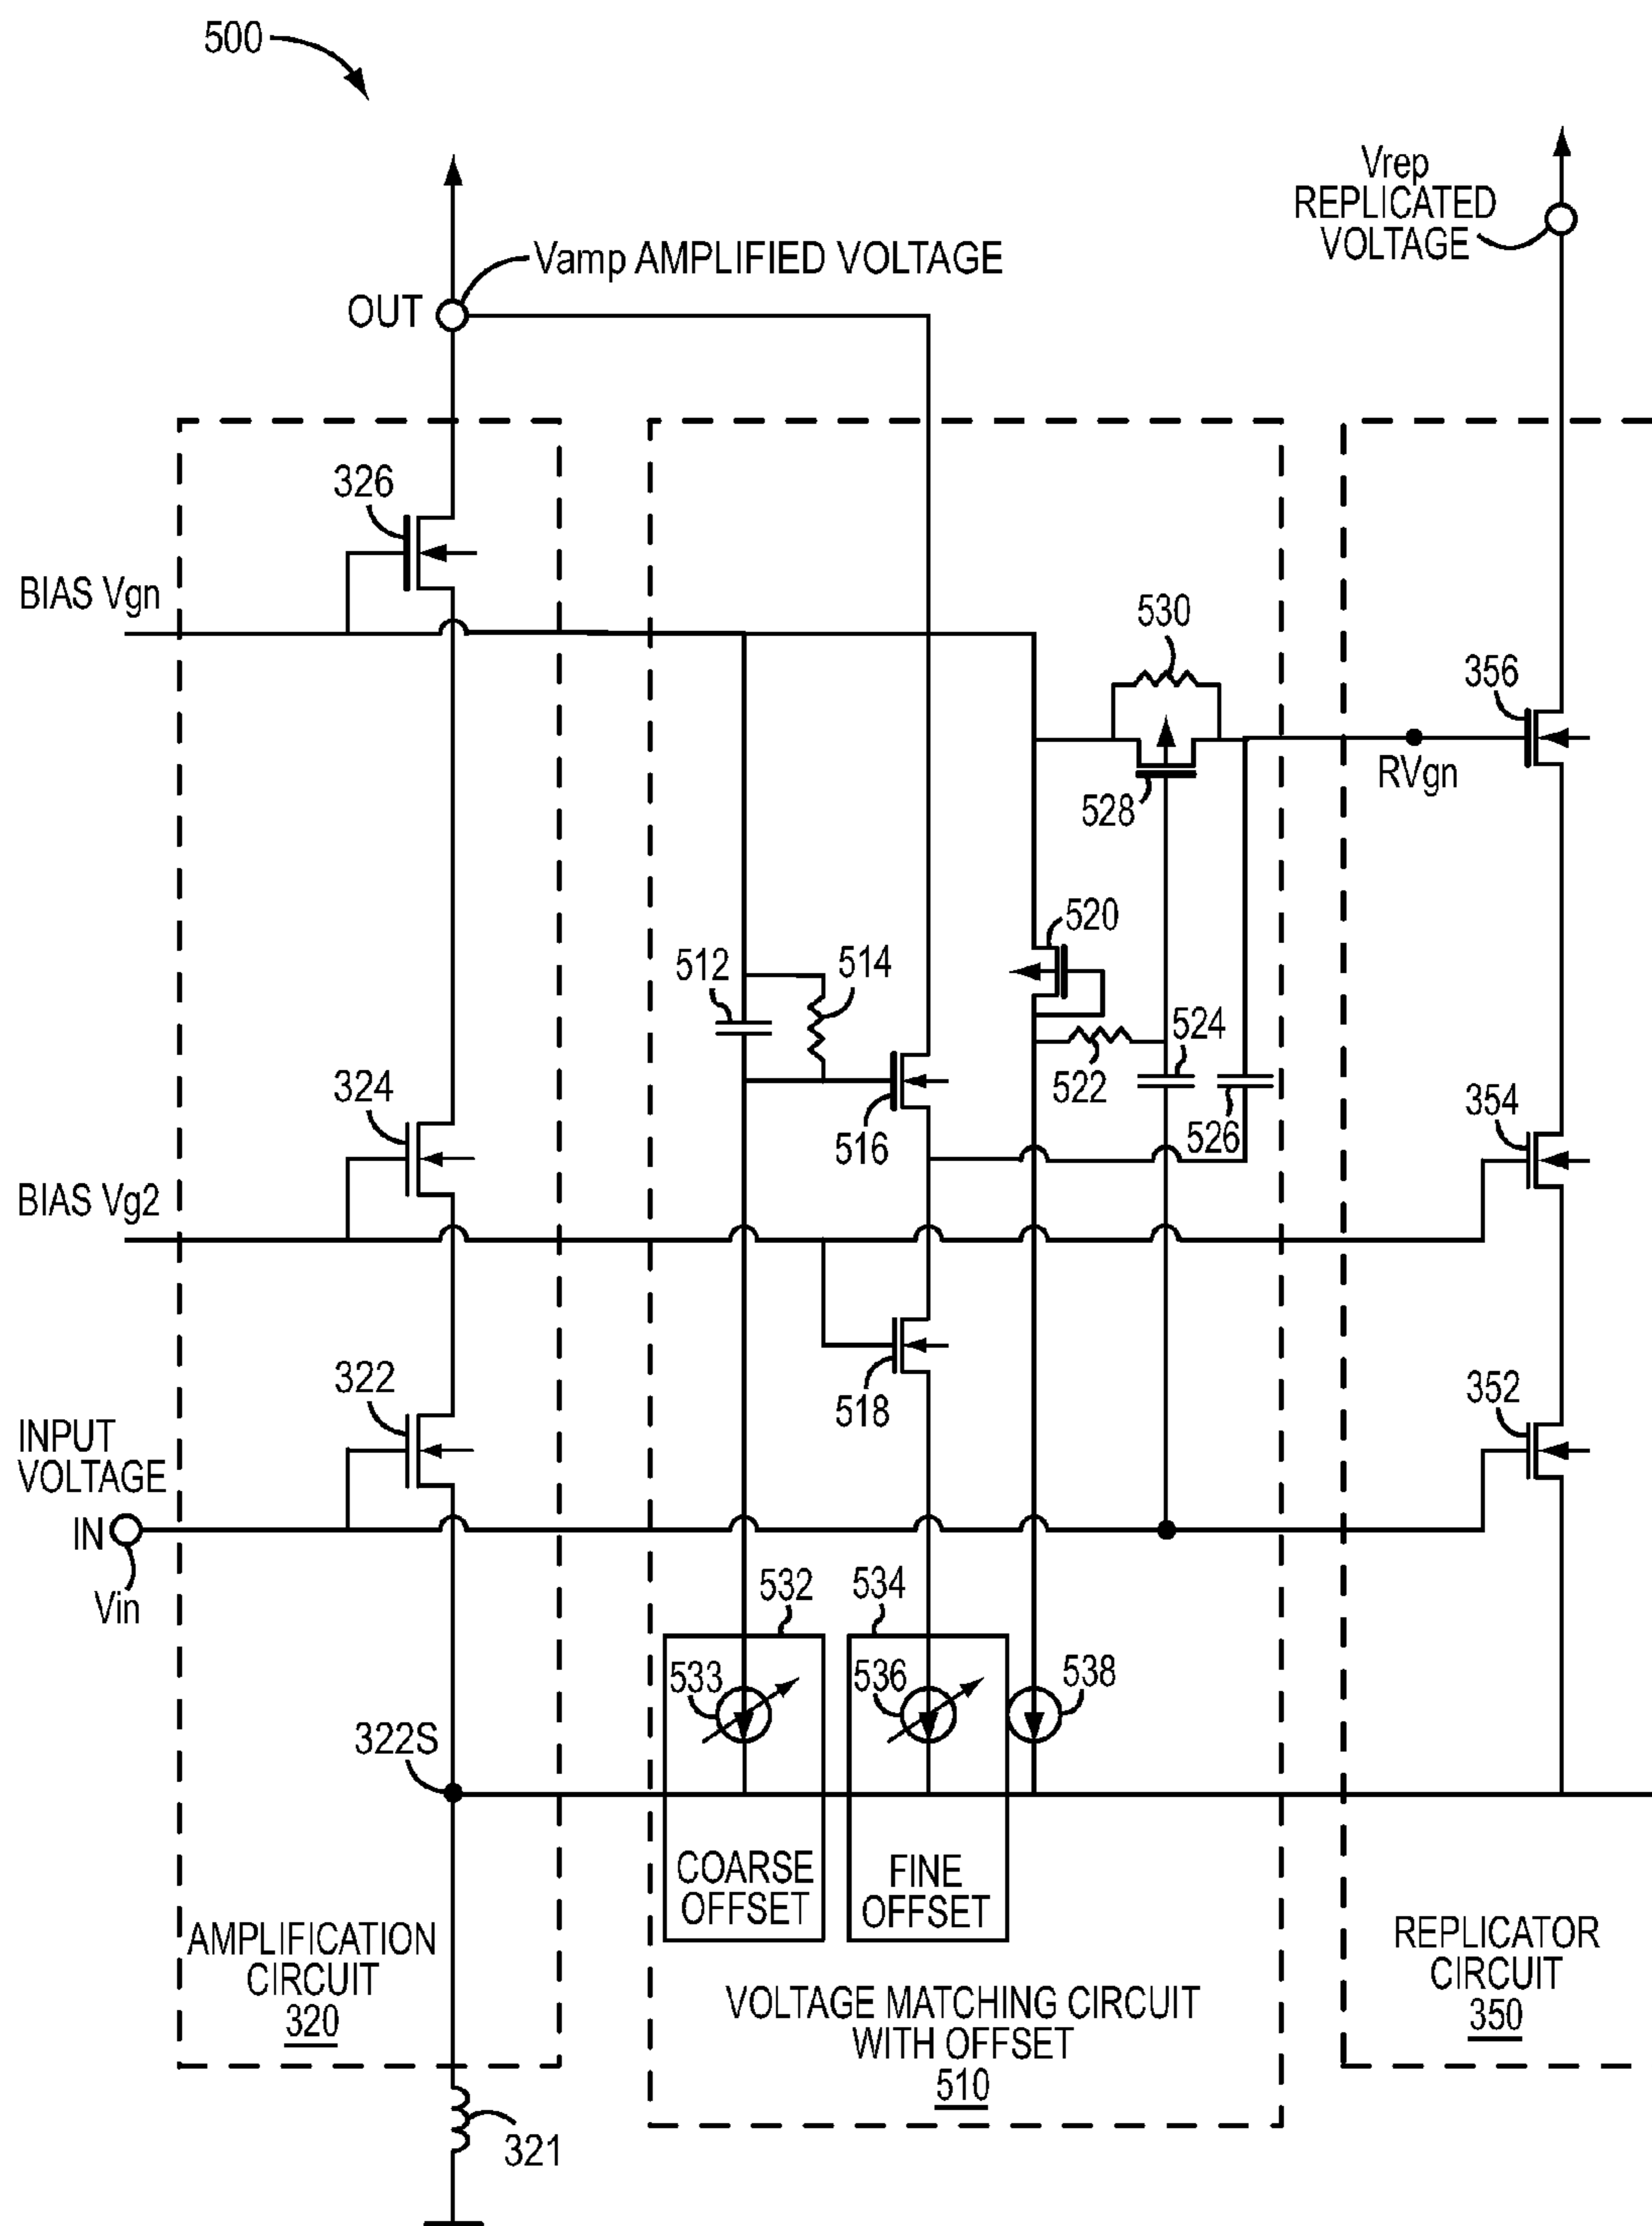 500
Vrep
REPLICATED
VOLTAGE
Vamp AMPLIFIED VOLTAGE
OUT
326
BIAS Vgn
530
356
RVgn
528
520
512
514
524
522
324
516
526
354
BIAS Vg2
322
518
352
INPUT
VOLTAGE
IN
Vin
532
534
533
536
538
322S
COARSE
OFFSET
FINE
OFFSET
AMPLIFICATION
CIRCUIT
320
REPLICATOR
CIRCUIT
350
VOLTAGE MATCHING CIRCUIT
WITH OFFSET
510
321